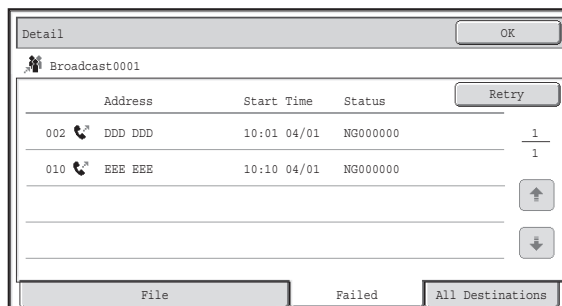 Detail OK
Broadcast0001
Address Start Time Status Retry
002 DDD DDD 10:01 04/01 NG000000
1
1
010 EEE EEE 10:10 04/01 NG000000
File Failed All Destinations